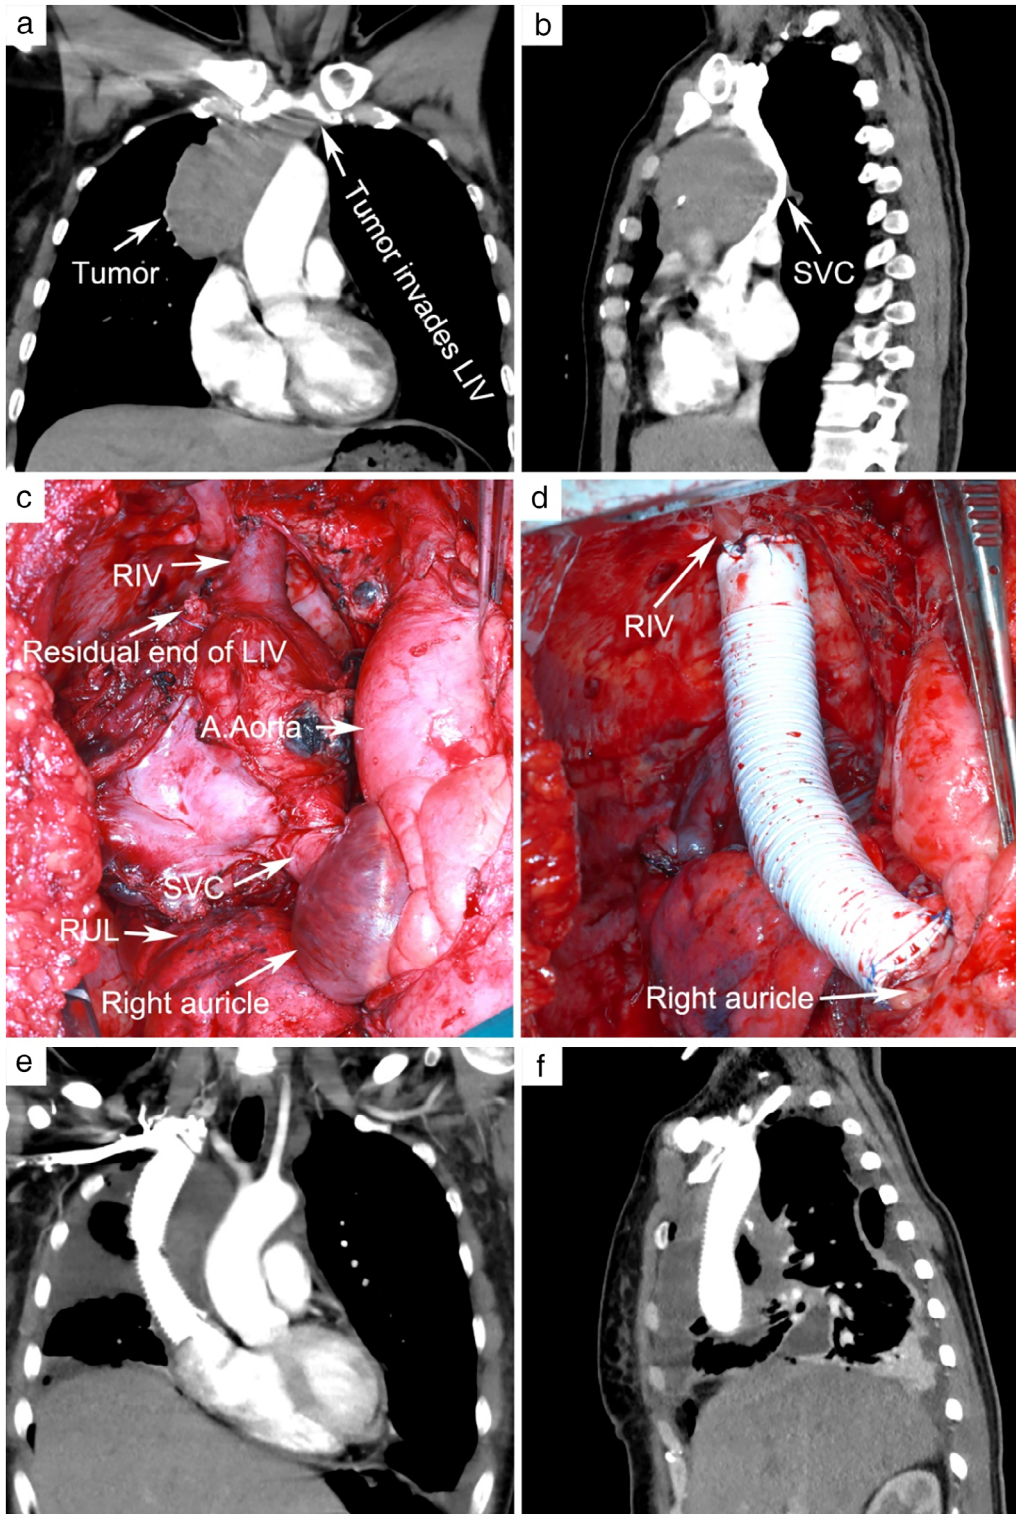 a
Tumor
Tumor invades LIV
b
SVC
c
RIV
Residual end of LIV
A.Aorta
SVC
RUL
Right auricle
d
RIV
Right auricle
e
f